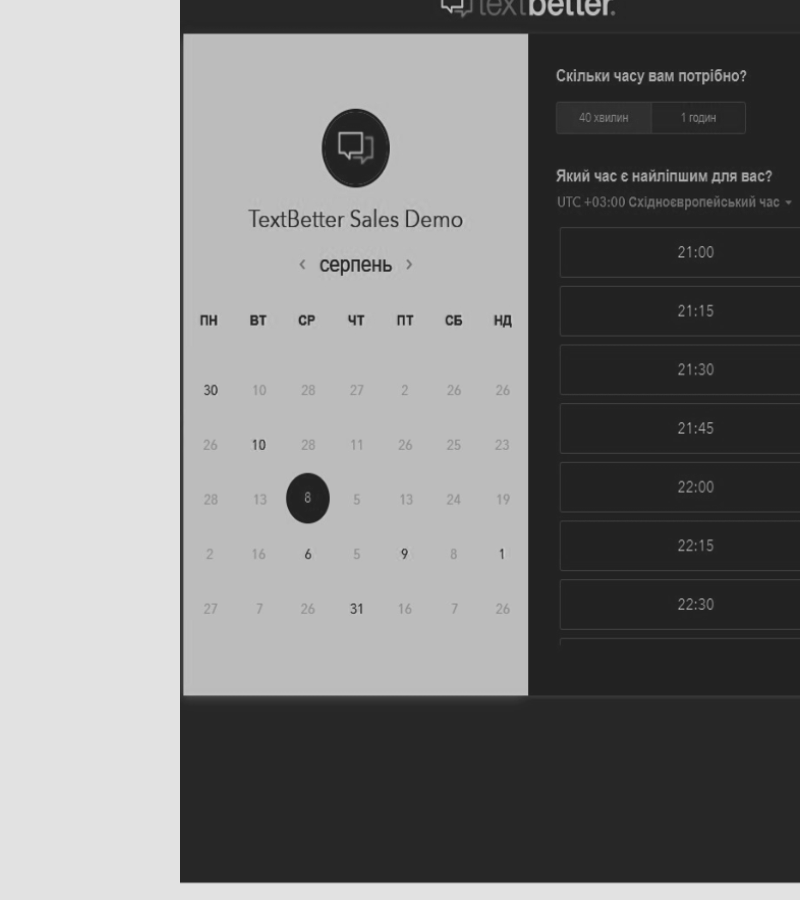 textbetter.
TextBetter Sales Demo
‹ серпень ›
ПН ВТ СР ЧТ ПТ СБ НД
30 10 28 27 2 26 26
26 10 28 11 26 25 23
28 13 8 5 13 24 19
2 16 6 5 9 8 1
27 7 26 31 16 7 26
Скільки часу вам потрібно?
40 хвилин 1 годин
Який час є найліпшим для вас?
UTC +03:00 Східноєвропейський час
21:00
21:15
21:30
21:45
22:00
22:15
22:30